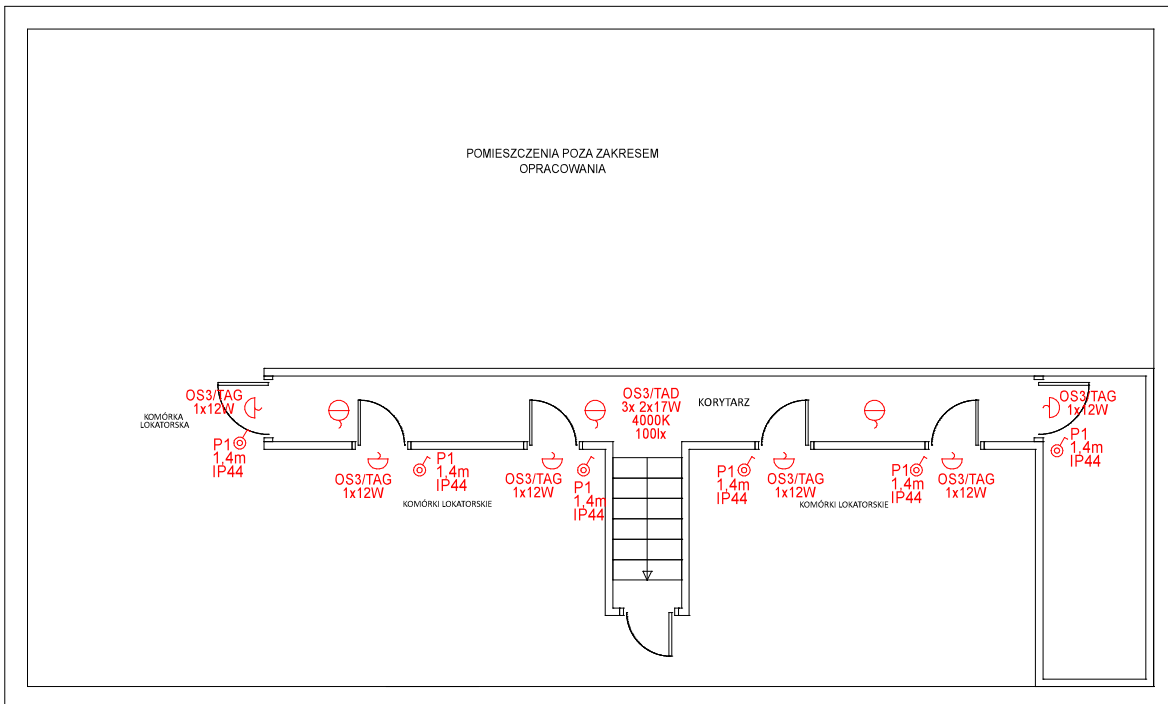 POMIESZCZENIA POZA ZAKRESEM
OPRACOWANIA
OS3/TAG
1x12W
KOMÓRKA
LOKATORSKA
P1
1,4m
IP44
OS3/TAD
3x 2x17W
4000K
100lx
KORYTARZ
OS3/TAG
1x12W
P1
1,4m
IP44
OS3/TAG
1x12W
P1
1,4m
IP44
KOMÓRKI LOKATORSKIE
OS3/TAG
1x12W
P1
1,4m
IP44
P1
1,4m
IP44
OS3/TAG
1x12W
KOMÓRKI LOKATORSKIE
P1
1,4m
IP44
OS3/TAG
1x12W